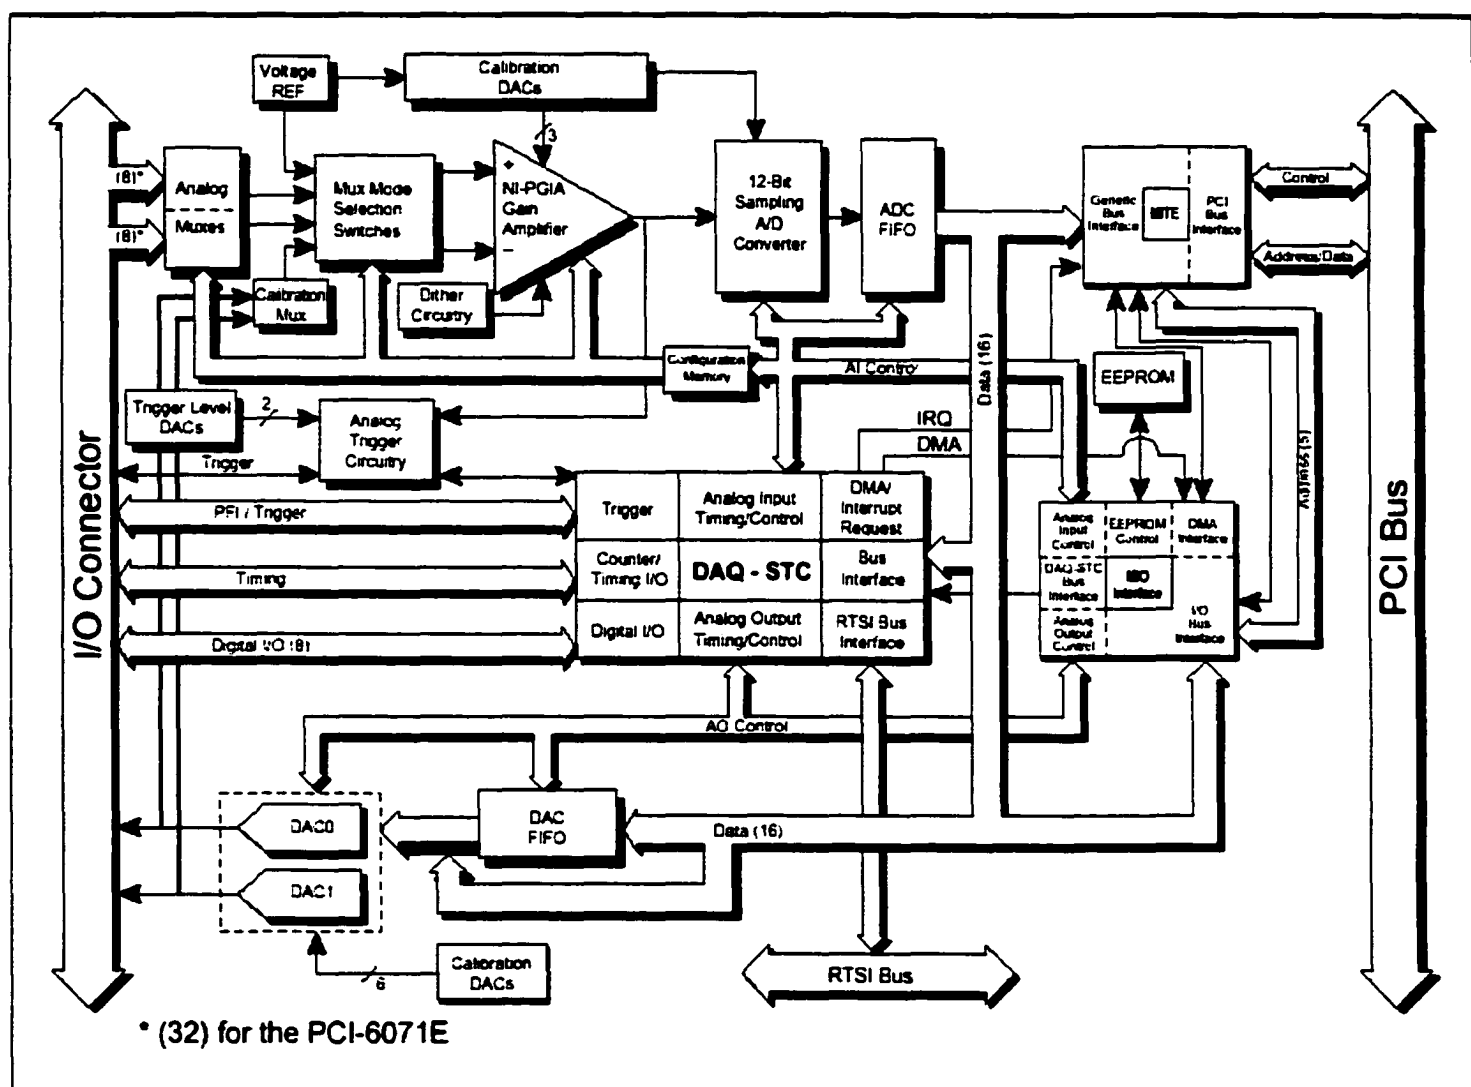 Voltage
REF
Calibration
DACs
3
(8)*
(8)*
Analog
Muxes
Mux Mode
Selection
Switches
+
NI-PGIA
Gain
Amplifier
−
12-Bit
Sampling
A/D
Converter
ADC
FIFO
Generic
Bus
Interface
MITE
PCI
Bus
Interface
Control
Address/Data
Calibration
Mux
Dither
Circuitry
Configuration
Memory
AI Control
Data (16)
EEPROM
Address (5)
Trigger Level
DACs
2
Analog
Trigger
Circuitry
Trigger
IRQ
DMA
I/O Connector
PCI Bus
PFI / Trigger
Timing
Digital I/O (8)
Trigger
Analog Input
Timing/Control
DMA/
Interrupt
Request
Counter/
Timing I/O
DAQ - STC
Bus
Interface
Digital I/O
Analog Output
Timing/Control
RTSI Bus
Interface
Analog
Input
Control
EEPROM
Control
DMA
Interface
DAQ-STC
Bus
Interface
MIO
Interface
Analog
Output
Control
I/O
Bus
Interface
AO Control
DAC0
DAC
FIFO
Data (16)
DAC1
6
Calibration
DACs
RTSI Bus
* (32) for the PCI-6071E